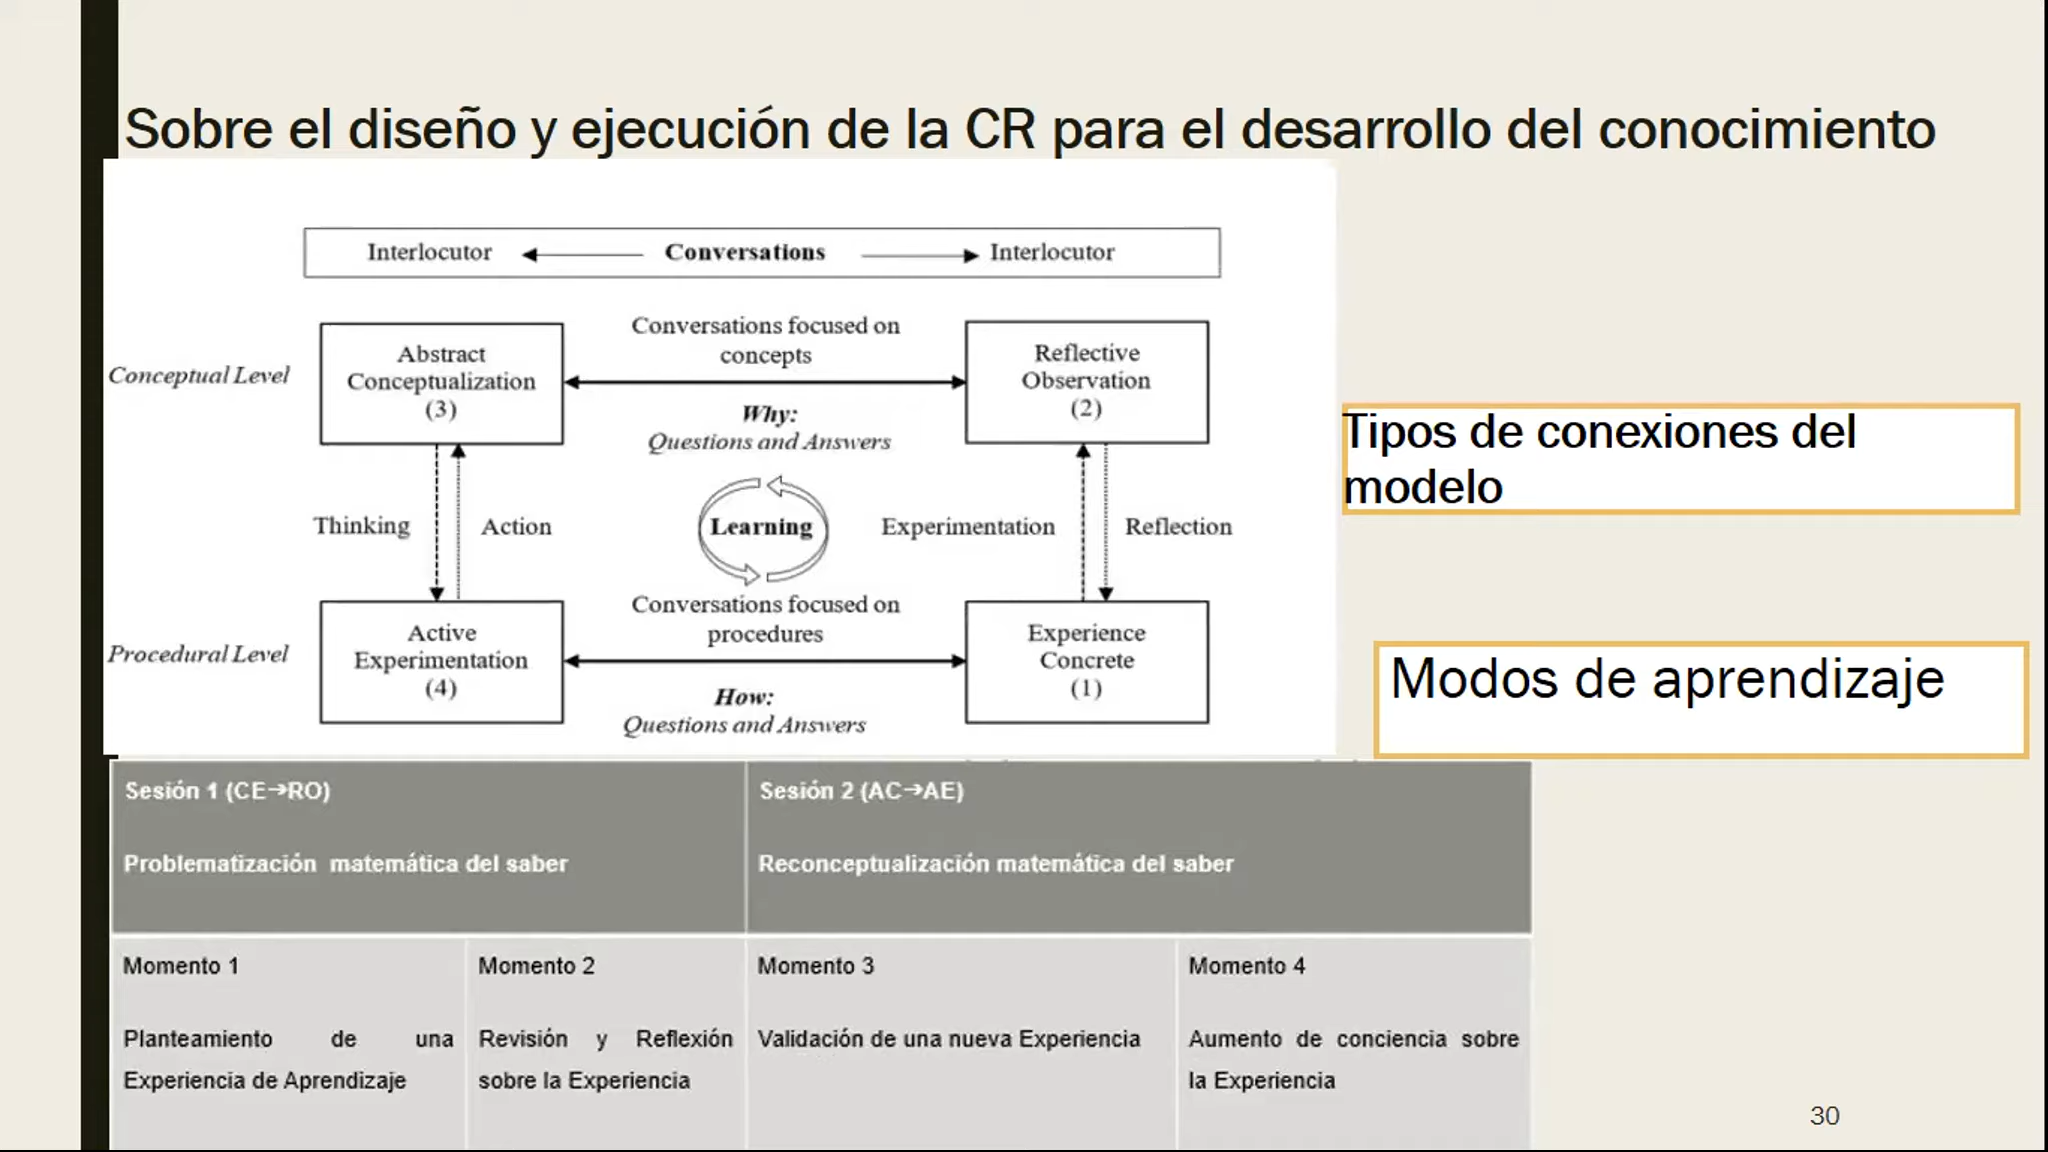 Sobre el diseño y ejecución de la CR para el desarrollo del conocimiento
Interlocutor Conversations Interlocutor
Conceptual Level
Abstract
Conceptualization
(3)
Conversations focused on
concepts
Why:
Questions and Answers
Reflective
Observation
(2)
Thinking
Action
Learning
Experimentation
Reflection
Procedural Level
Active
Experimentation
(4)
Conversations focused on
procedures
How:
Questions and Answers
Experience
Concrete
(1)
Tipos de conexiones del
modelo
Modos de aprendizaje
Sesión 1 (CE→RO)
Problematización matemática del saber
Sesión 2 (AC→AE)
Reconceptualización matemática del saber
Momento 1
Planteamiento de una
Experiencia de Aprendizaje
Momento 2
Revisión y Reflexión
sobre la Experiencia
Momento 3
Validación de una nueva Experiencia
Momento 4
Aumento de conciencia sobre
la Experiencia
30